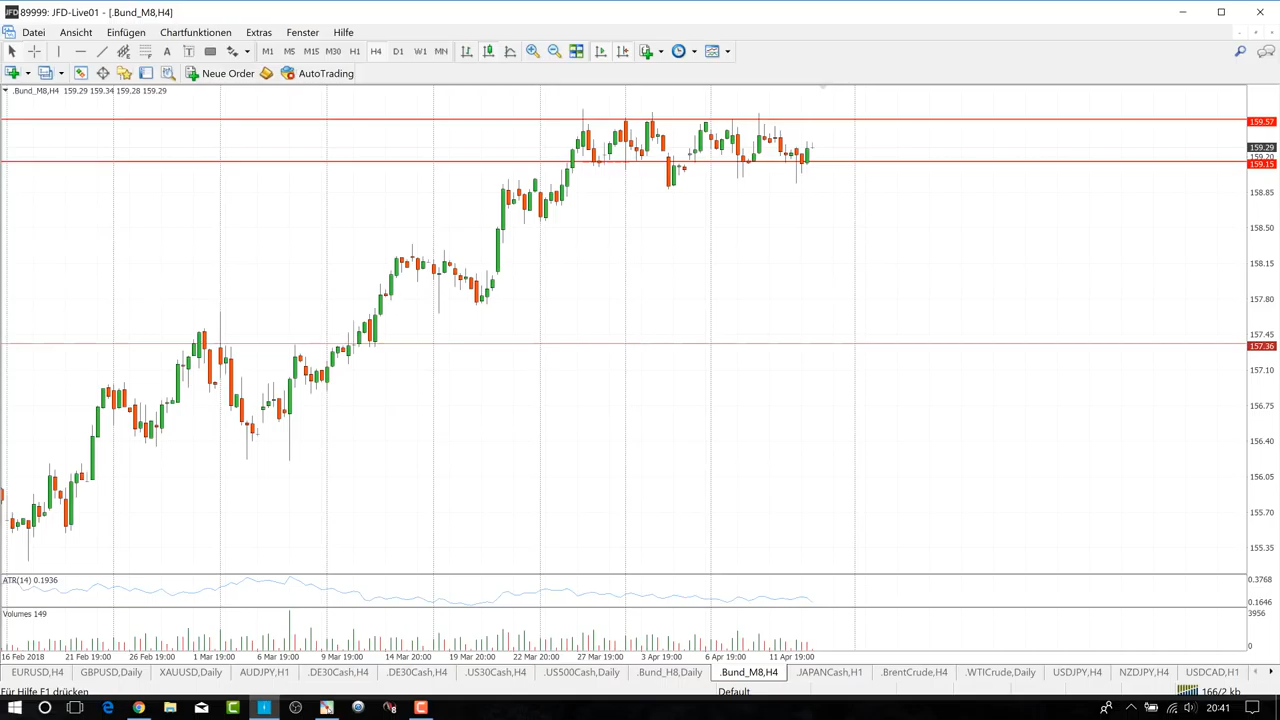 89999: JFD-Live01 - [.Bund_M8,H4]
Datei Ansicht Einfügen Chartfunktionen Extras Fenster Hilfe
A T M1 M5 M15 M30 H1 H4 D1 W1 MN
Neue Order AutoTrading
.Bund_M8,H4 159.29 159.34 159.28 159.29
159.57
159.29
159.20
159.15
158.85
158.50
158.15
157.80
157.45
157.36
157.10
156.75
156.40
156.05
155.70
155.35
ATR(14) 0.1936
0.3768
0.1646
Volumes 149
3956
0
16 Feb 2018 21 Feb 19:00 26 Feb 19:00 1 Mar 19:00 6 Mar 19:00 9 Mar 19:00 14 Mar 20:00 19 Mar 20:00 22 Mar 20:00 27 Mar 19:00 3 Apr 19:00 6 Apr 19:00 11 Apr 19:00
EURUSD,H4 GBPUSD,Daily XAUUSD,Daily AUDJPY,H1 .DE30Cash,H4 .DE30Cash,H4 .US30Cash,H4 .US500Cash,Daily .Bund_H8,Daily .Bund_M8,H4 .JAPANCash,H1 .BrentCrude,H4 .WTICrude,Daily USDJPY,H4 NZDJPY,H4 USDCAD,H1
Für Hilfe F1 drücken Default 166/2 kb
20:41